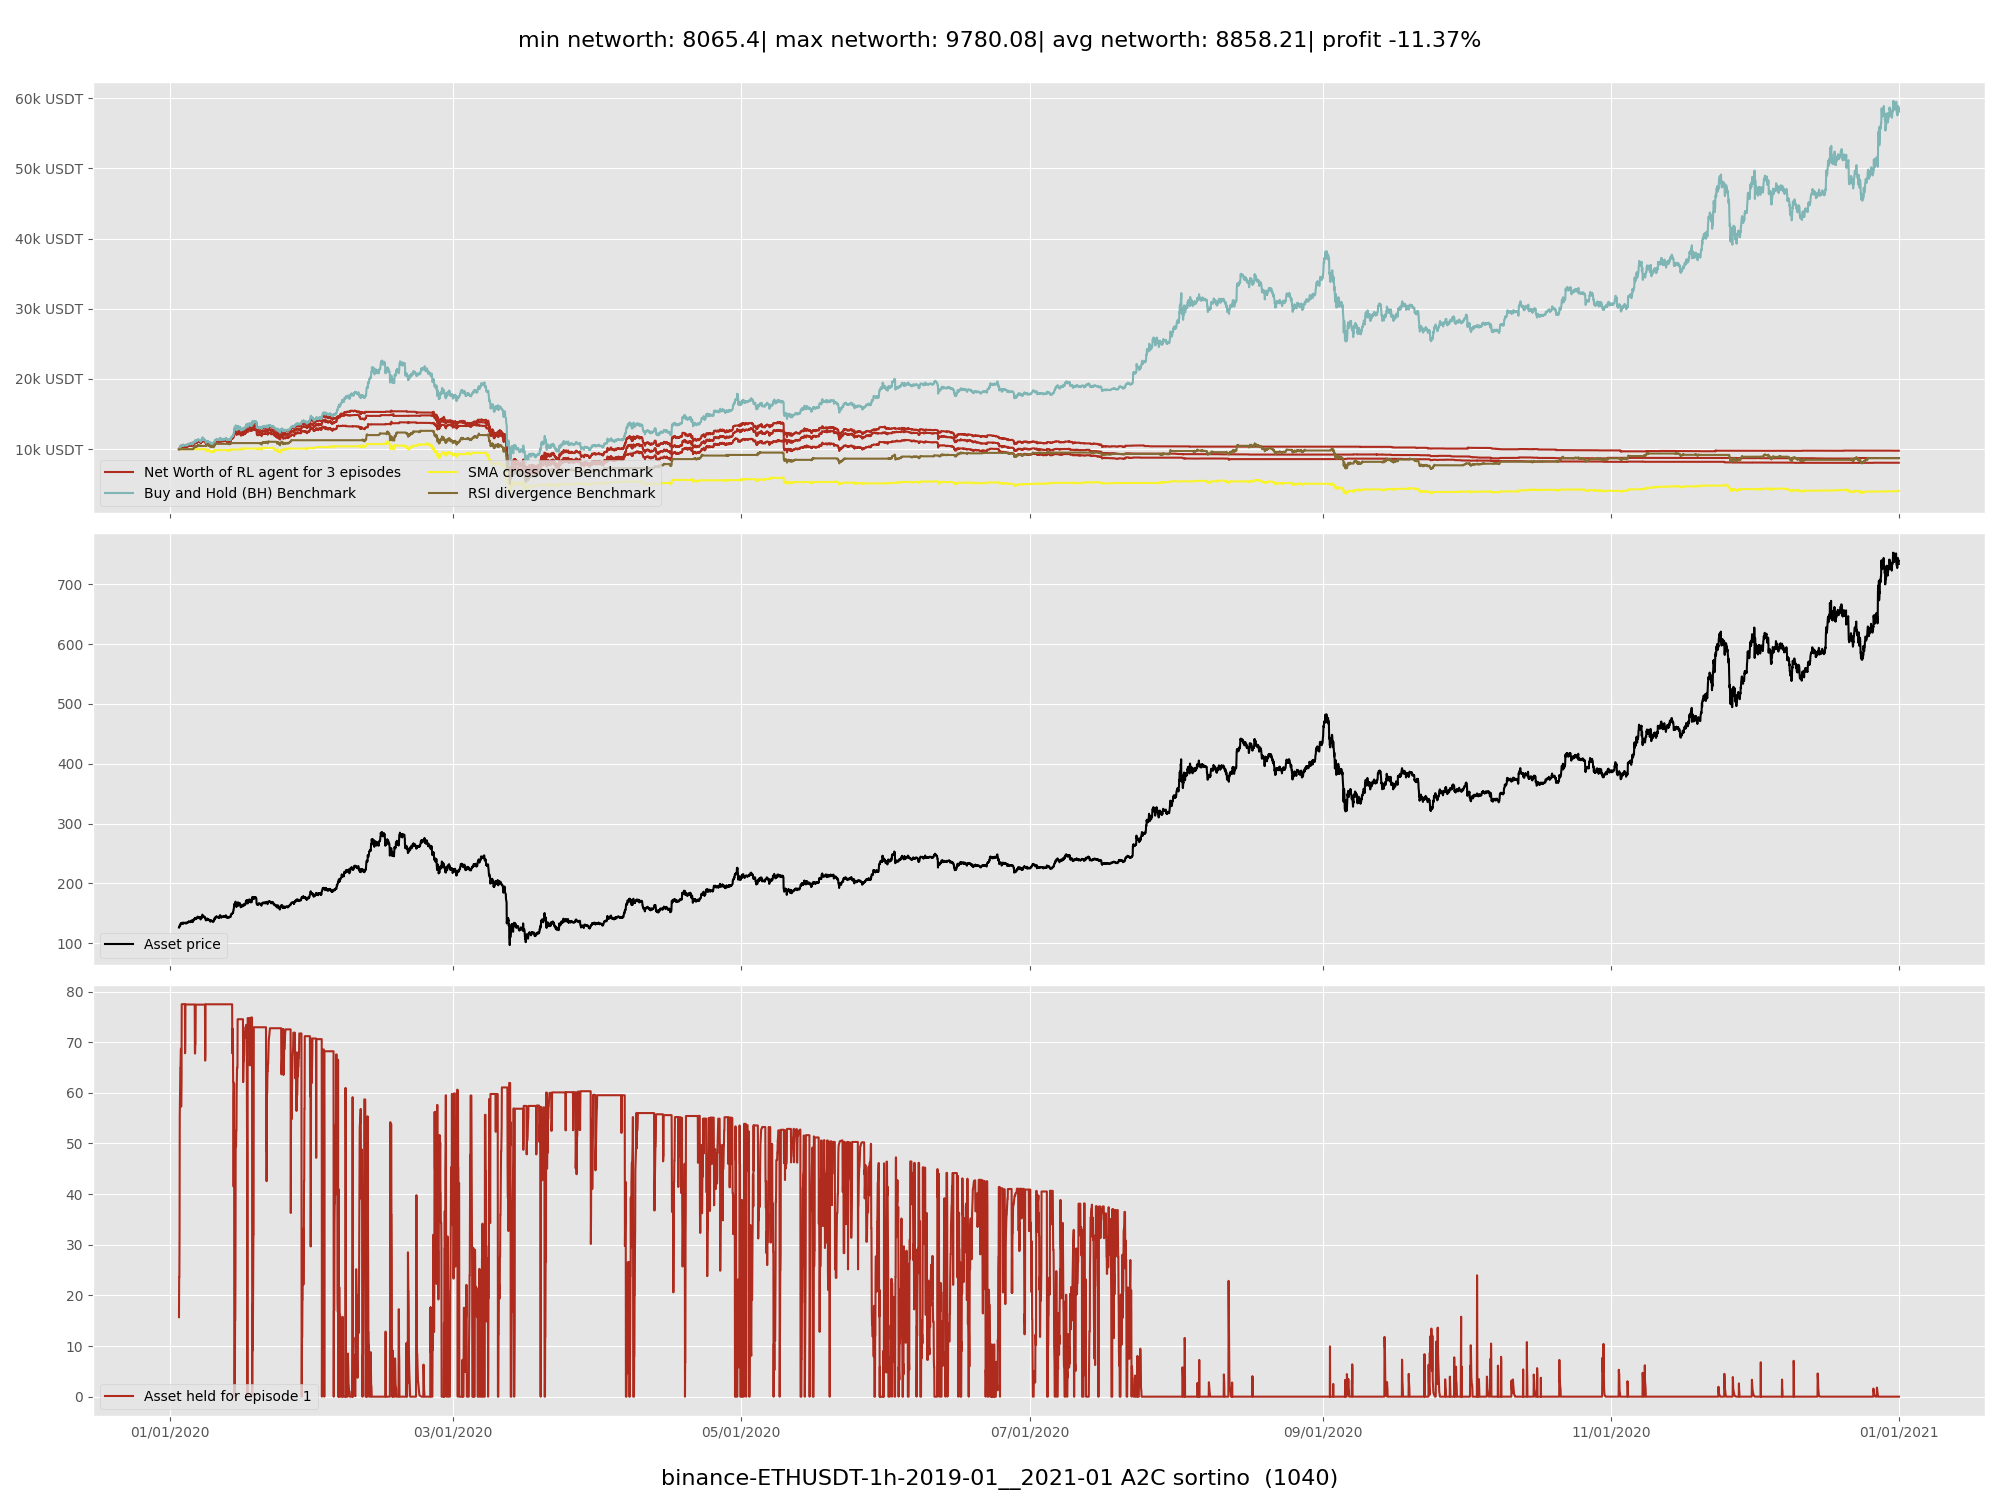 min networth: 8065.4| max networth: 9780.08| avg networth: 8858.21| profit -11.37%
60k USDT
50k USDT
40k USDT
30k USDT
20k USDT
10k USDT
Net Worth of RL agent for 3 episodes
Buy and Hold (BH) Benchmark
SMA crossover Benchmark
RSI divergence Benchmark
700
600
500
400
300
200
100
Asset price
80
70
60
50
40
30
20
10
0
Asset held for episode 1
01/01/2020
03/01/2020
05/01/2020
07/01/2020
09/01/2020
11/01/2020
01/01/2021
binance-ETHUSDT-1h-2019-01__2021-01 A2C sortino  (1040)